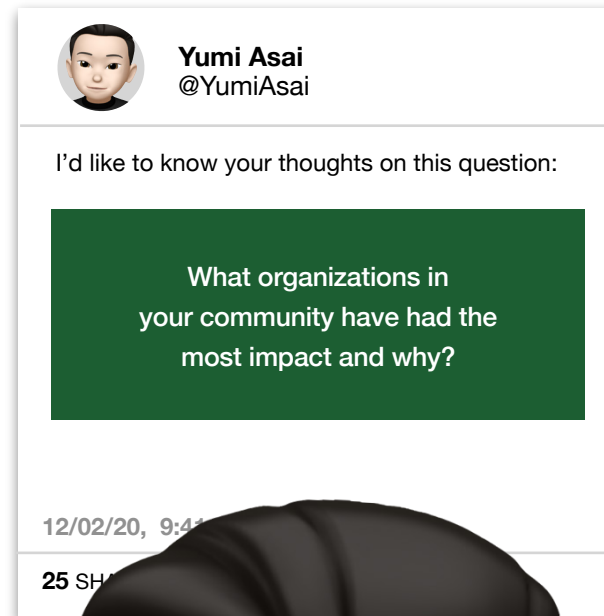 Yumi Asai
@YumiAsai
I’d like to know your thoughts on this question:
What organizations in
your community have had the
most impact and why?
12/02/20,
25